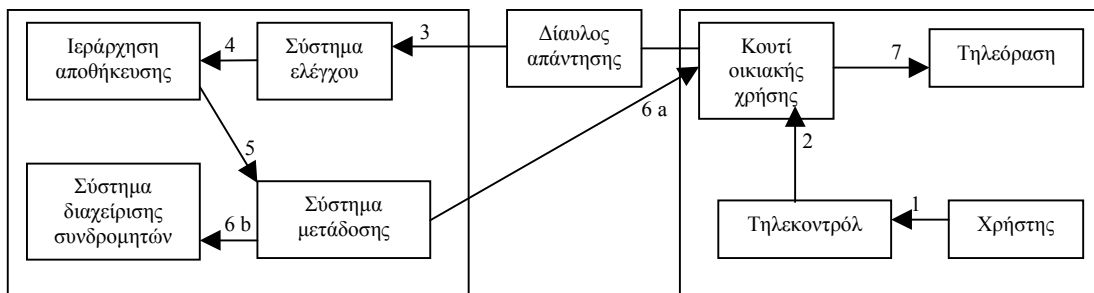 Ιεράρχηση
αποθήκευσης
4
Σύστημα
ελέγχου
3
Δίαυλος
απάντησης
Κουτί
οικιακής
χρήσης
7
Τηλεόραση
6 a
2
5
Σύστημα
διαχείρισης
συνδρομητών
6 b
Σύστημα
μετάδοσης
Τηλεκοντρόλ
1
Χρήστης